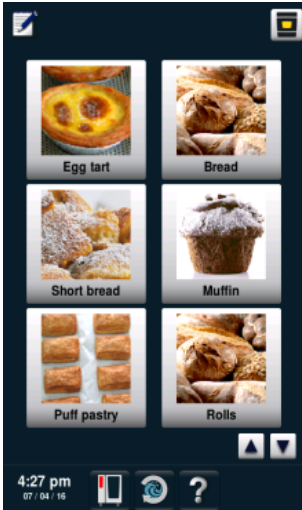 Egg tart
Bread
Short bread
Muffin
Puff pastry
Rolls
4:27 pm
07 / 04 / 16
?